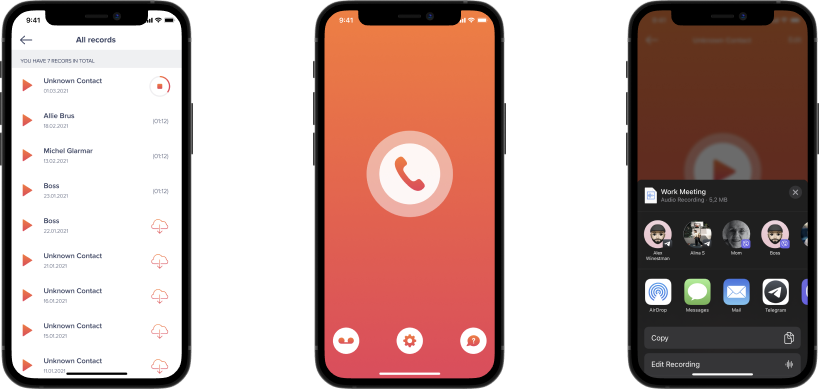 9:41
All records
YOU HAVE 7 RECORS IN TOTAL
Unknown Contact
01.03.2021
Allie Brus
18.02.2021
(01:12)
Michel Glarmar
13.02.2021
(01:12)
Boss
23.01.2021
(01:12)
Boss
22.01.2021
Unknown Contact
21.01.2021
Unknown Contact
16.01.2021
Unknown Contact
15.01.2021
Unknown Contact
11.01.2021
9:41
Work Meeting
Audio Recording · 5,2 MB
Alex
Winestman
Alina S
Mom
Boss
AirDrop
Messages
Mail
Telegram
Copy
Edit Recording